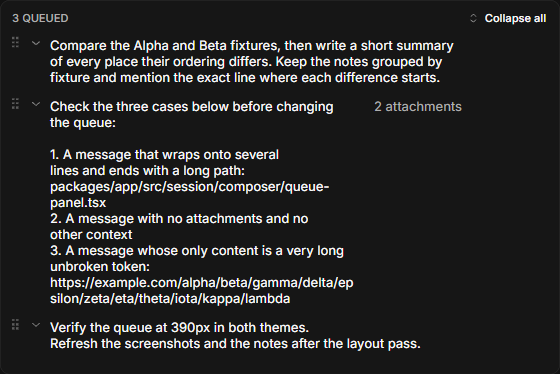 3 QUEUED
Collapse all
Compare the Alpha and Beta fixtures, then write a short summary
of every place their ordering differs. Keep the notes grouped by
fixture and mention the exact line where each difference starts.
Check the three cases below before changing
the queue:
2 attachments
1. A message that wraps onto several
lines and ends with a long path:
packages/app/src/session/composer/queue-
panel.tsx
2. A message with no attachments and no
other context
3. A message whose only content is a very long
unbroken token:
https://example.com/alpha/beta/gamma/delta/ep
silon/zeta/eta/theta/iota/kappa/lambda
Verify the queue at 390px in both themes.
Refresh the screenshots and the notes after the layout pass.